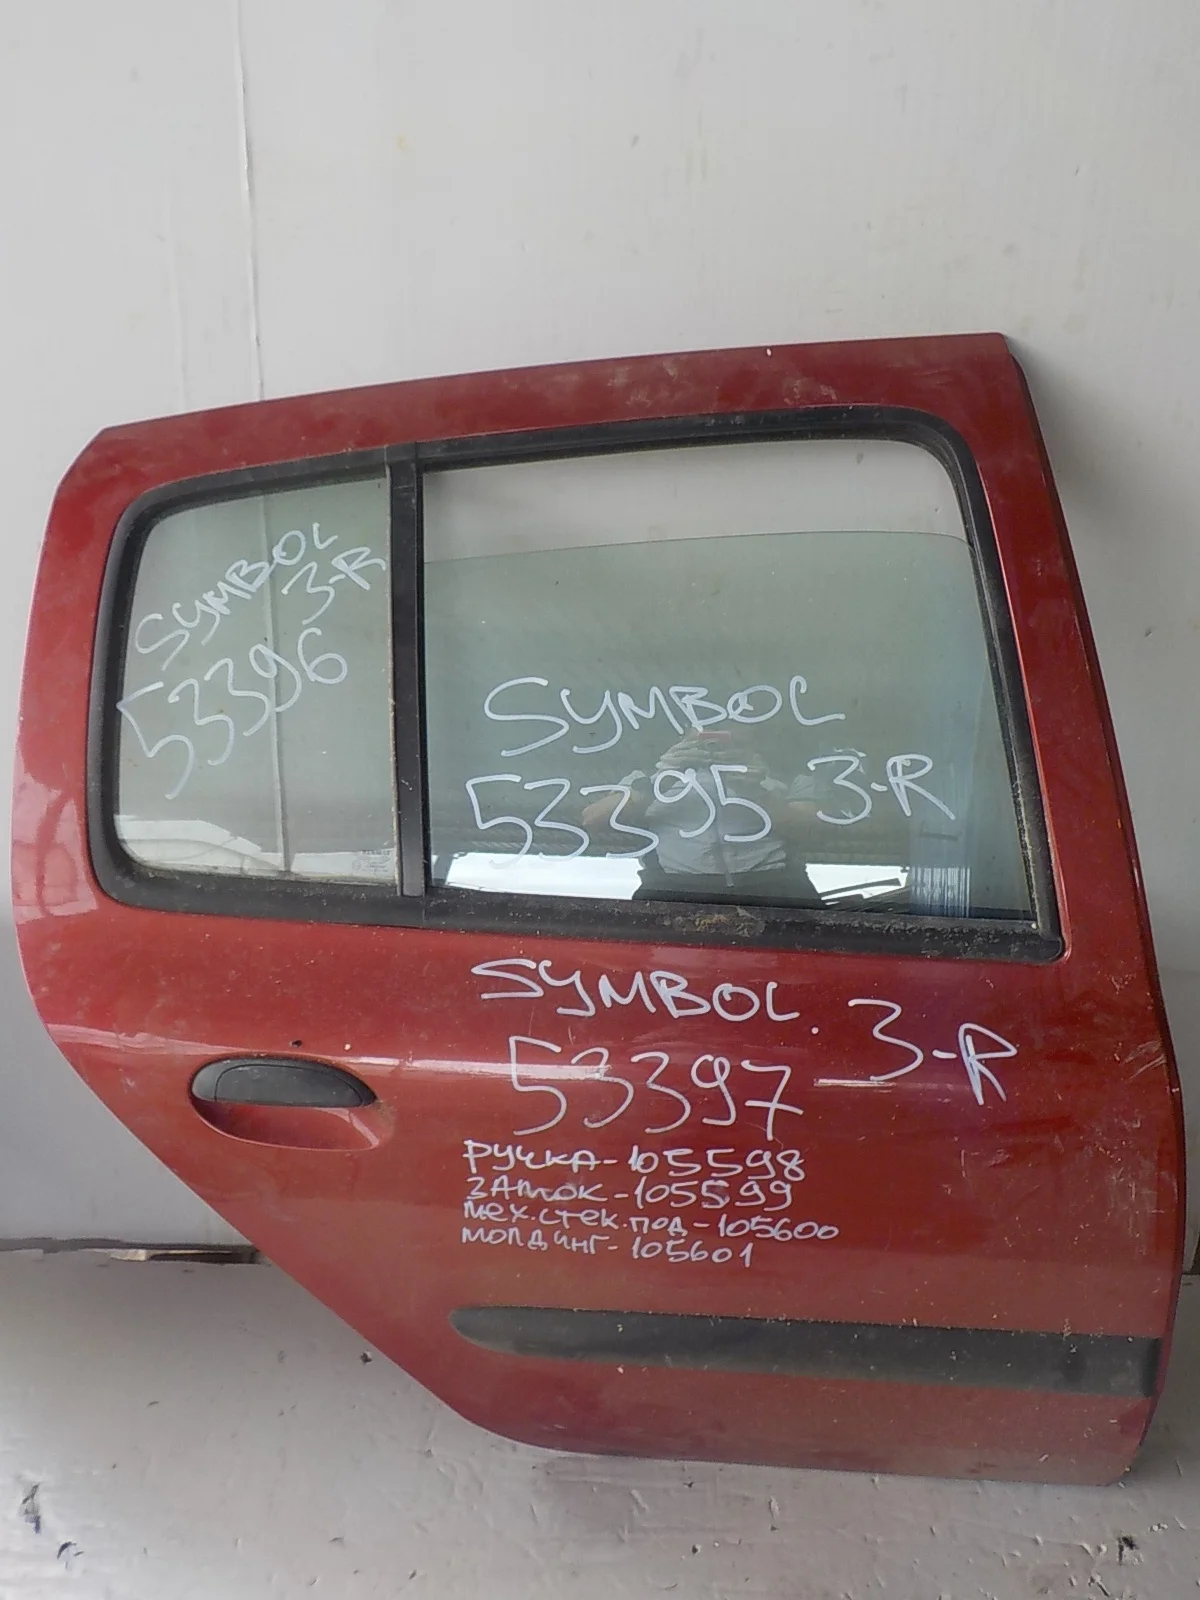 SYMBOL
3-R
53396
SYMBOL
53395 3-R
SYMBOL.
3-R
53397
РУЧКА-105598
ЗАМОК-105599
МЕХ.СТЕК.ПОД-105600
МОЛДИНГ-105601